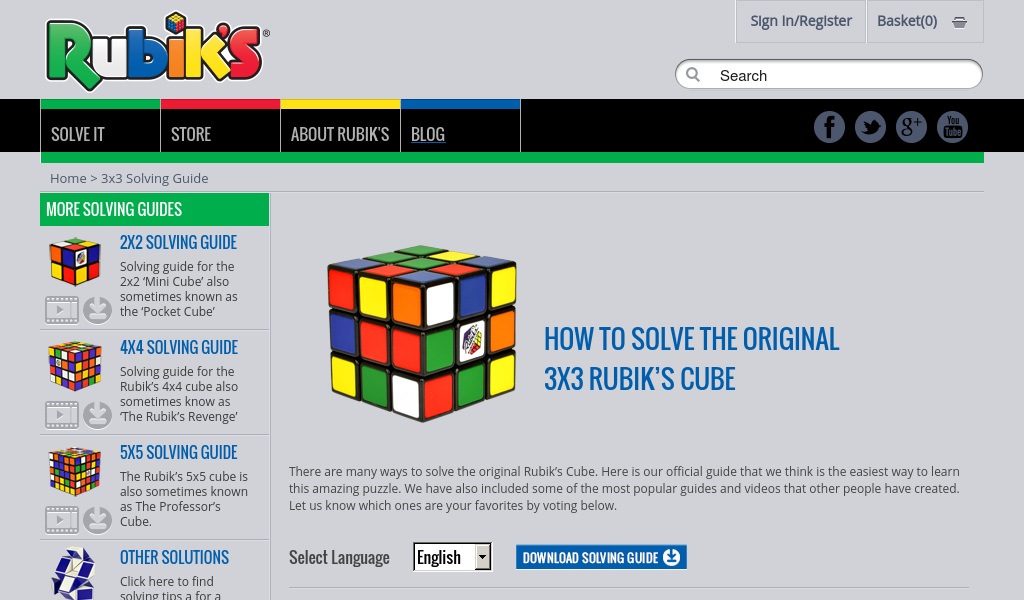 Rubik's®
Sign In/Register
Basket(0)
Search
SOLVE IT
STORE
ABOUT RUBIK'S
BLOG
You
Tube
Home > 3x3 Solving Guide
MORE SOLVING GUIDES
2X2 SOLVING GUIDE
Solving guide for the
2x2 ‘Mini Cube’ also
sometimes known as
the ‘Pocket Cube’
4X4 SOLVING GUIDE
Solving guide for the
Rubik’s 4x4 cube also
sometimes know as
‘The Rubik’s Revenge’
5X5 SOLVING GUIDE
The Rubik’s 5x5 cube is
also sometimes known
as The Professor’s
Cube.
OTHER SOLUTIONS
Click here to find
solving tips a for a
HOW TO SOLVE THE ORIGINAL
3X3 RUBIK’S CUBE
There are many ways to solve the original Rubik’s Cube. Here is our official guide that we think is the easiest way to learn
this amazing puzzle. We have also included some of the most popular guides and videos that other people have created.
Let us know which ones are your favorites by voting below.
Select Language
English
DOWNLOAD SOLVING GUIDE